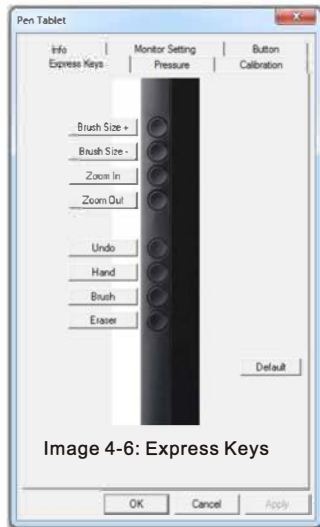 Pen Tablet
Info
Monitor Setting
Button
Express Keys
Pressure
Calibration
Brush Size +
Brush Size -
Zoom In
Zoom Out
Undo
Hand
Brush
Eraser
Default
Image 4-6: Express Keys
OK
Cancel
Apply